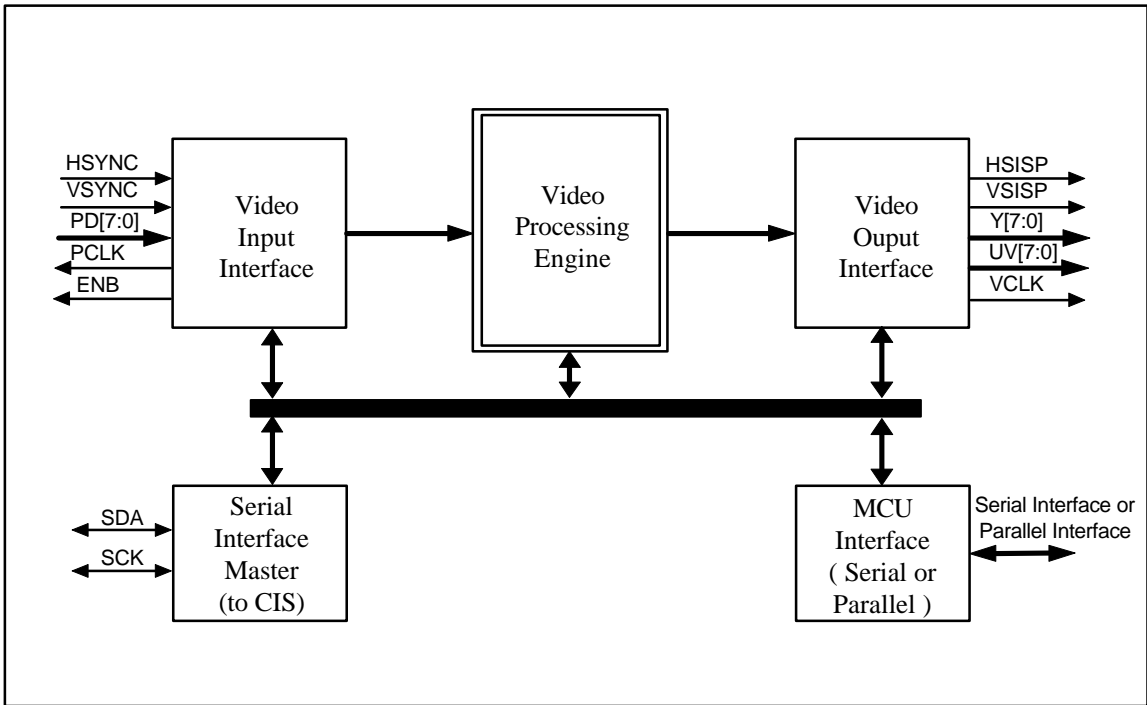 HSYNC
VSYNC
PD[7:0]
PCLK
ENB
Video
Input
Interface
Video
Processing
Engine
Video
Ouput
Interface
HSISP
VSISP
Y[7:0]
UV[7:0]
VCLK
SDA
SCK
Serial
Interface
Master
(to CIS)
MCU
Interface
( Serial or
Parallel )
Serial Interface or
Parallel Interface